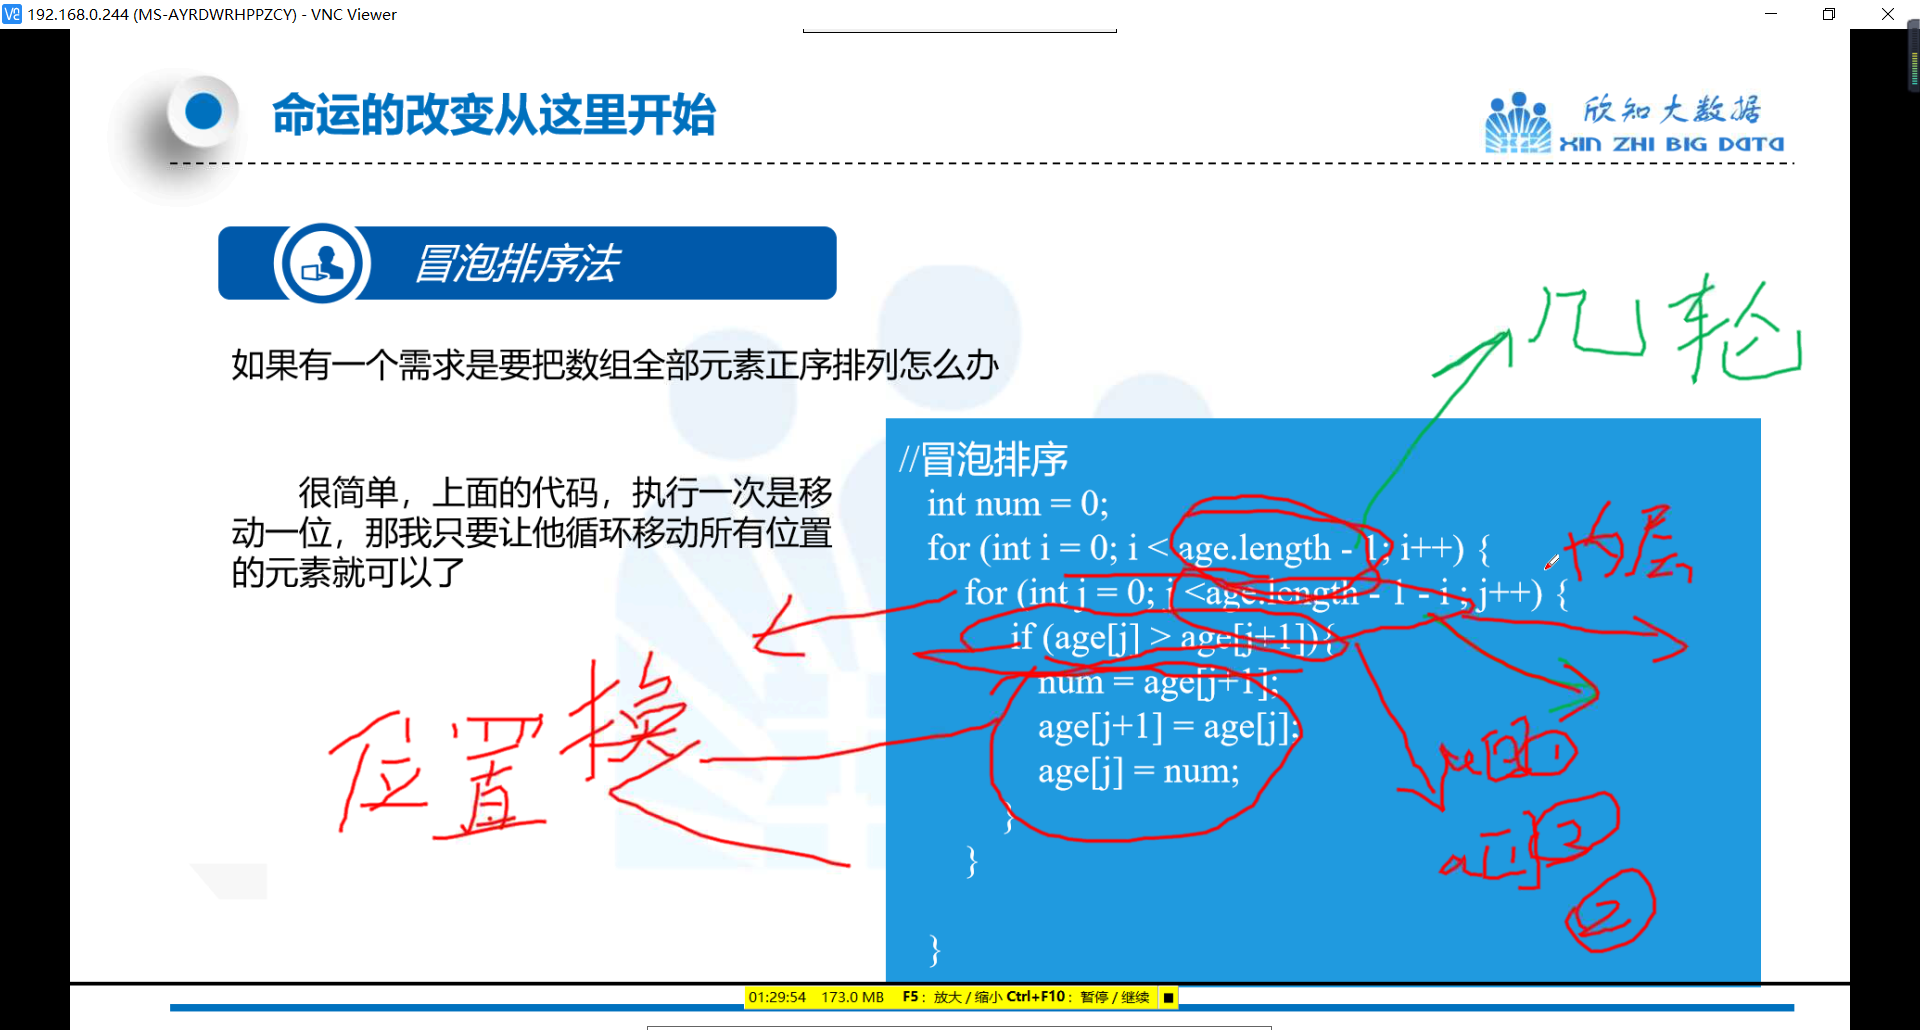 192.168.0.244 (MS-AYRDWRHPPZCY) - VNC Viewer
命运的改变从这里开始
欣知大数据
XIN ZHI BIG DATA
冒泡排序法
几轮
如果有一个需求是要把数组全部元素正序排列怎么办
很简单，上面的代码，执行一次是移
动一位，那我只要让他循环移动所有位置
的元素就可以了
//冒泡排序
int num = 0;
for (int i = 0; i < age.length - 1; i++) {
for (int j = 0; j <age.length - 1 - i ; j++) {
if (age[j] > age[j+1]){
num = age[j+1];
age[j+1] = age[j];
age[j] = num;
}
}
}
内层
位置换
a[1] 2
2
01:29:54 173.0 MB F5：放大 / 缩小 Ctrl+F10：暂停 / 继续